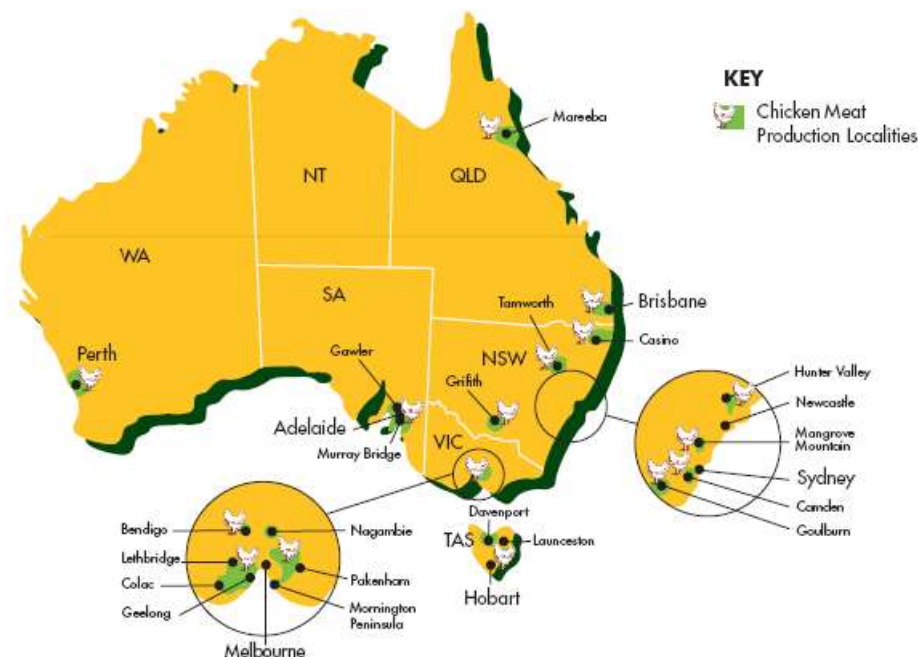 KEY
Chicken Meat
Production Localities
Mareeba
NT
QLD
WA
SA
Tamworth
Brisbane
Casino
Perth
Gawler
NSW
Grifith
Hunter Valley
Newcastle
Adelaide
Murray Bridge
VIC
Mangrove
Mountain
Sydney
Camden
Goulburn
Davenport
TAS
Launceston
Hobart
Bendigo
Nagambie
Lethbridge
Colac
Pakenham
Geelong
Mornington
Peninsula
Melbourne